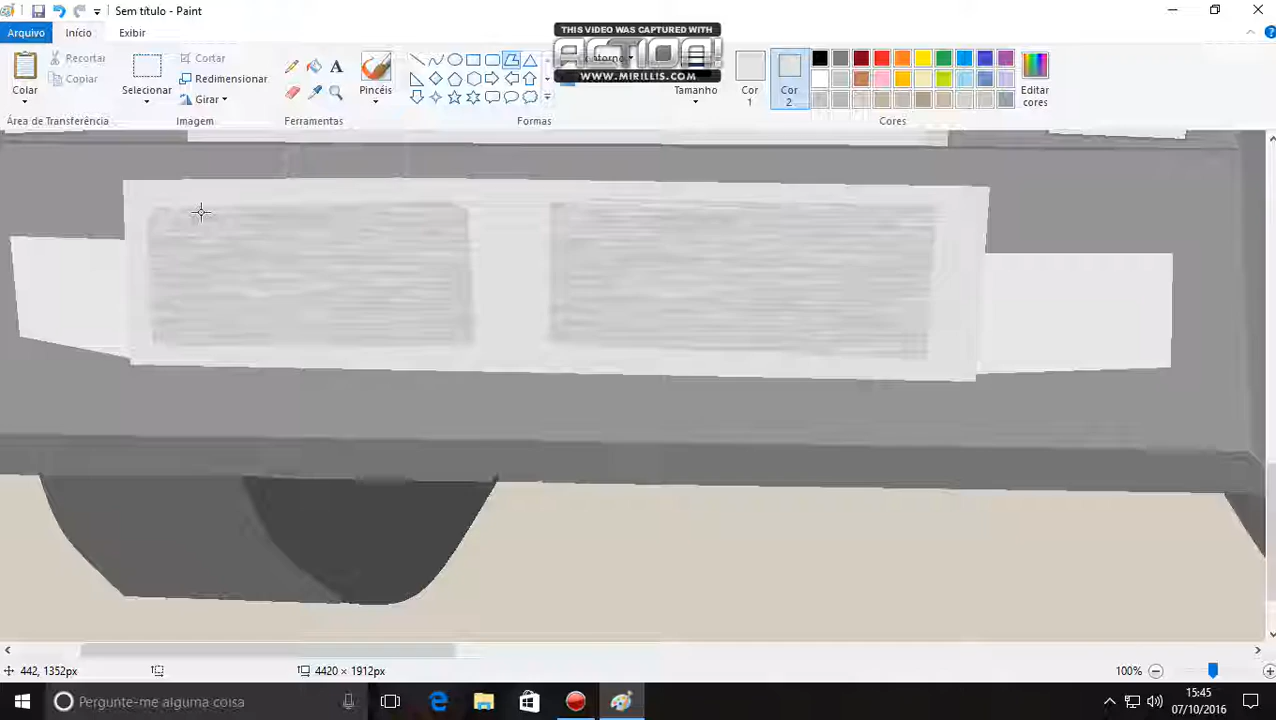 Sem título - Paint
Arquivo Início Exibir
THIS VIDEO WAS CAPTURED WITH
ACTION!
WWW.MIRILLIS.COM
Colar
Recortar
Copiar
Área de Transferência
Selecionar
Cortar
Redimensionar
Girar
Imagem
Ferramentas
Pincéis
Formas
Tamanho
Cor
1
Cor
2
Editar
cores
Cores
442, 1352px
4420 × 1912px
100%
Pergunte-me alguma coisa
15:45
07/10/2016